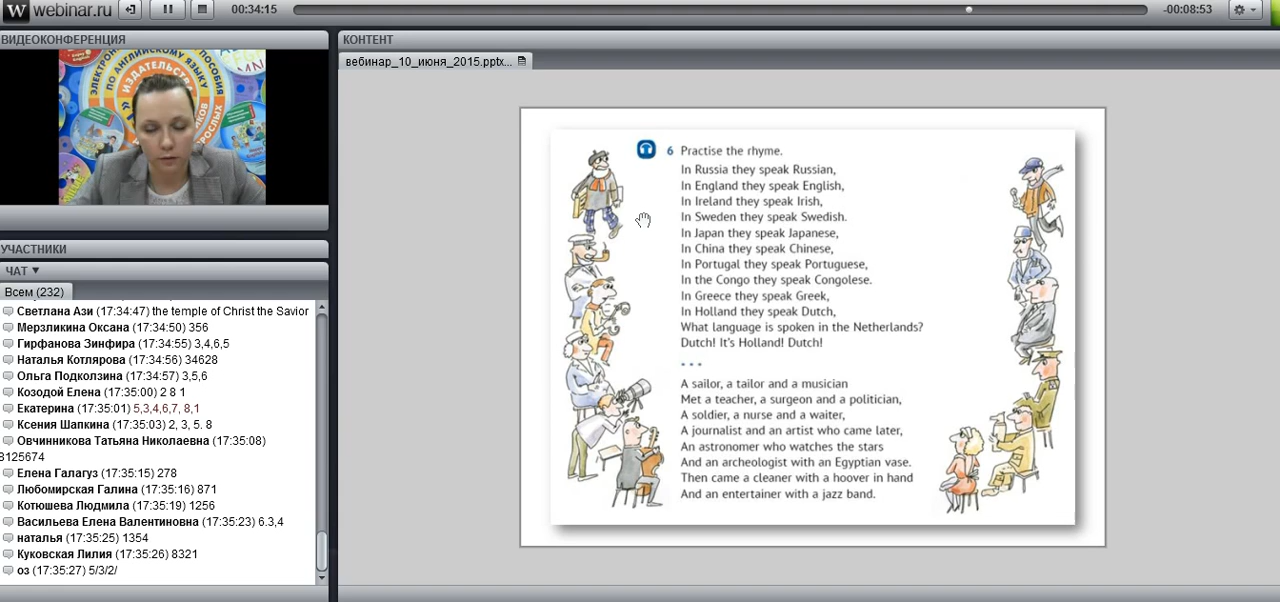 W webinar.ru
00:34:15
-00:08:53
ВИДЕОКОНФЕРЕНЦИЯ
ЭЛЕКТРОННЫЕ
ПО АНГЛИЙСКОМУ ЯЗЫКУ
ПОСОБИЯ
ИЗДАТЕЛЬСТВА
УЧАСТНИКИ
ЧАТ
Всем (232)
Светлана Ази (17:34:47) the temple of Christ the Savior
Мерзликина Оксана (17:34:50) 356
Гирфанова Зинфира (17:34:55) 3,4,6,5
Наталья Котлярова (17:34:56) 34628
Ольга Подколзина (17:34:57) 3,5,6
Козодой Елена (17:35:00) 2 8 1
Екатерина (17:35:01) 5,3,4,6,7, 8,1
Ксения Шапкина (17:35:03) 2, 3, 5. 8
Овчинникова Татьяна Николаевна (17:35:08)
8125674
Елена Галагуз (17:35:15) 278
Любомирская Галина (17:35:16) 871
Котюшева Людмила (17:35:19) 1256
Васильева Елена Валентиновна (17:35:23) 6.3,4
наталья (17:35:25) 1354
Куковская Лилия (17:35:26) 8321
оз (17:35:27) 5/3/2/
КОНТЕНТ
вебинар_10_июня_2015.pptx...
6 Practise the rhyme.
In Russia they speak Russian,
In England they speak English,
In Ireland they speak Irish,
In Sweden they speak Swedish.
In Japan they speak Japanese,
In China they speak Chinese,
In Portugal they speak Portuguese,
In the Congo they speak Congolese.
In Greece they speak Greek,
In Holland they speak Dutch,
What language is spoken in the Netherlands?
Dutch! It's Holland! Dutch!
• • •
A sailor, a tailor and a musician
Met a teacher, a surgeon and a politician,
A soldier, a nurse and a waiter,
A journalist and an artist who came later,
An astronomer who watches the stars
And an archeologist with an Egyptian vase.
Then came a cleaner with a hoover in hand
And an entertainer with a jazz band.